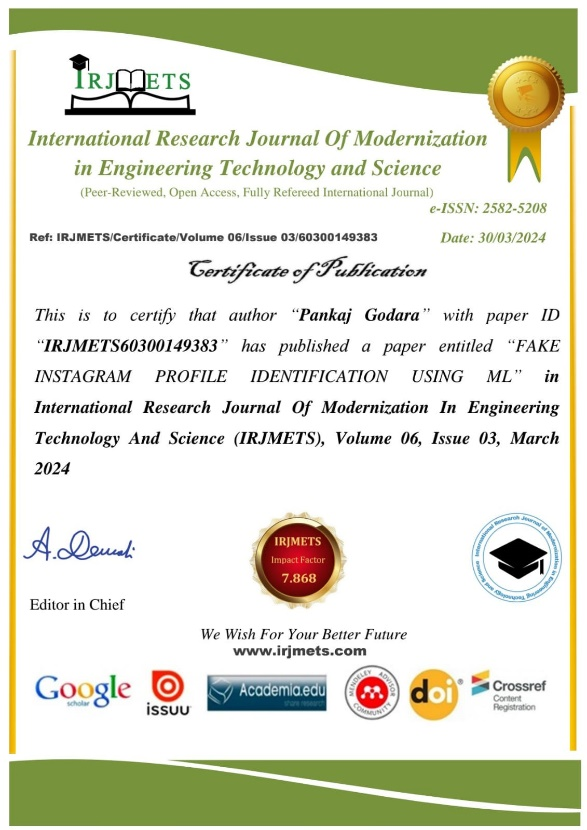 IRJMETS
International Research Journal Of Modernization
in Engineering Technology and Science
(Peer-Reviewed, Open Access, Fully Refereed International Journal)
e-ISSN: 2582-5208
Ref: IRJMETS/Certificate/Volume 06/Issue 03/60300149383
Date: 30/03/2024
Certificate of Publication
This is to certify that author “Pankaj Godara” with paper ID
“IRJMETS60300149383” has published a paper entitled “FAKE
INSTAGRAM PROFILE IDENTIFICATION USING ML” in
International Research Journal Of Modernization In Engineering
Technology And Science (IRJMETS), Volume 06, Issue 03, March
2024
A. Denush
IRJMETS
Impact Factor
7.868
International Research Journal of Modernization in Engineering Technology and Science
Editor in Chief
We Wish For Your Better Future
www.irjmets.com
Google
scholar
issuu
Academia.edu
share research
MENDELEY ADVISOR
COMMUNITY
doi
Crossref
Content
Registration